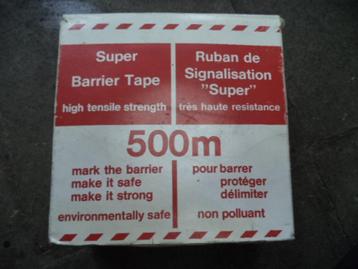 Super
Barrier Tape
high tensile strength
Ruban de
Signalisation
"Super"
très haute resistance
500m
mark the barrier
make it safe
make it strong
environmentally safe
pour barrer
protéger
délimiter
non polluant